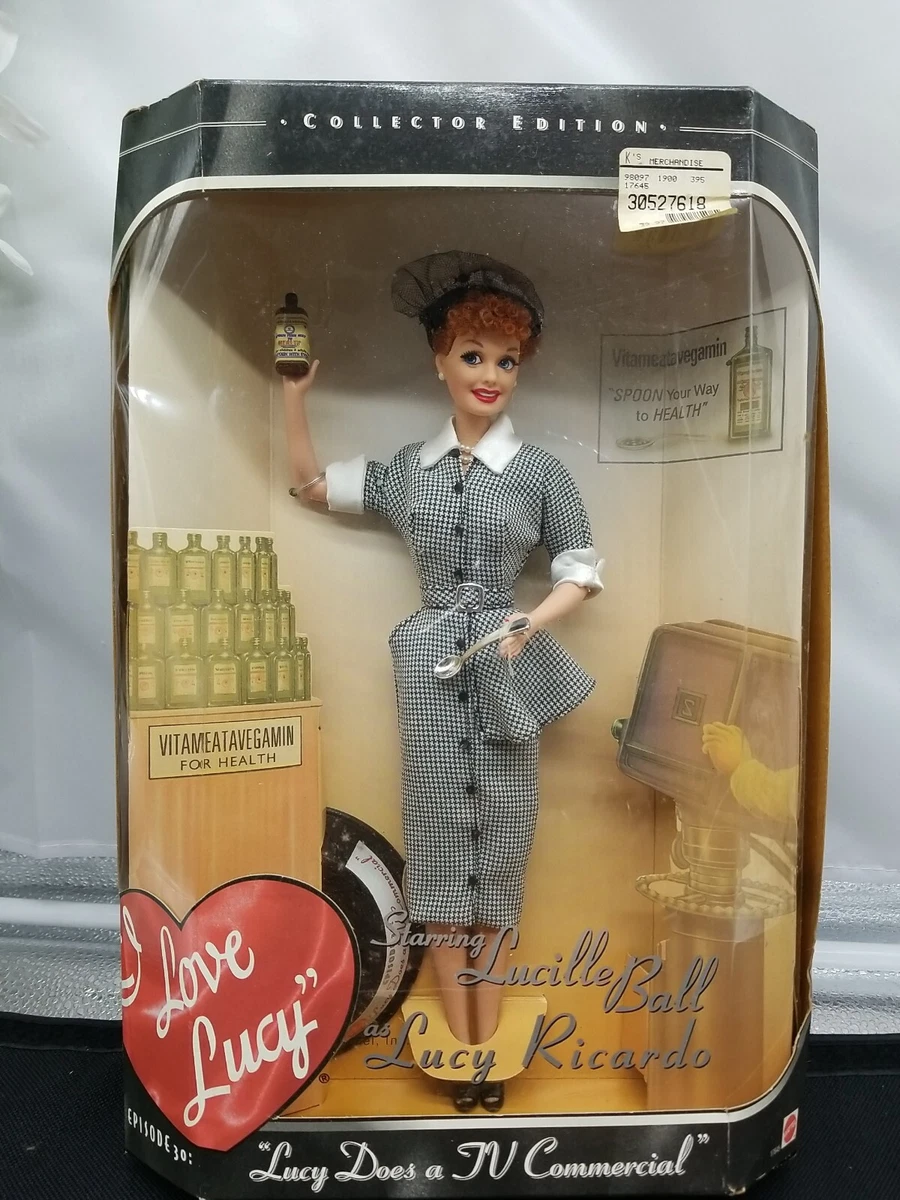 · COLLECTOR EDITION ·
K'S MERCHANDISE
98097 1900 395
17645
30527618
Vitameatavegamin
"SPOON Your Way
to HEALTH"
VITAMEATAVEGAMIN
FOR HEALTH
Commercial"
I
Love
Lucy"
®
Starring
Lucille Ball
as
Lucy Ricardo
EPISODE 30:
"Lucy Does a TV Commercial"